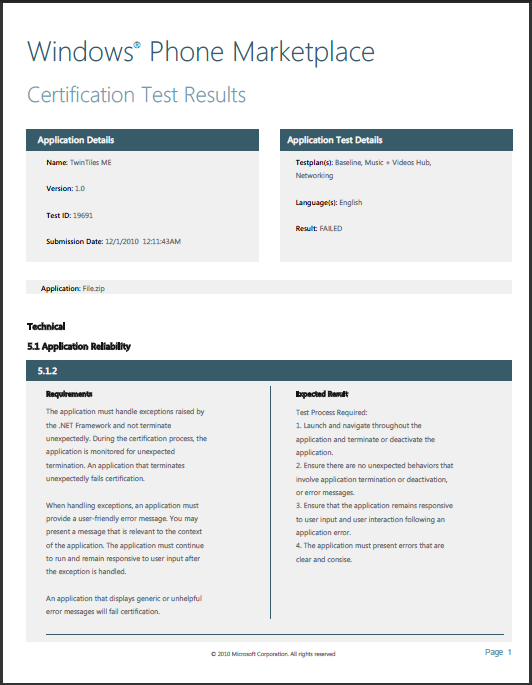 Windows® Phone Marketplace
Certification Test Results
Application Details
Name: TwinTiles ME
Version: 1.0
Test ID: 19691
Submission Date: 12/1/2010 12:11:43AM
Application Test Details
Testplan(s): Baseline, Music + Videos Hub,
Networking
Language(s): English
Result: FAILED
Application: File.zip
Technical
5.1 Application Reliability
5.1.2
Requirements
The application must handle exceptions raised by
the .NET Framework and not terminate
unexpectedly. During the certification process, the
application is monitored for unexpected
termination. An application that terminates
unexpectedly fails certification.
When handling exceptions, an application must
provide a user-friendly error message. You may
present a message that is relevant to the context
of the application. The application must continue
to run and remain responsive to user input after
the exception is handled.
An application that displays generic or unhelpful
error messages will fail certification.
Expected Result
Test Process Required:
1. Launch and navigate throughout the
application and terminate or deactivate the
application.
2. Ensure there are no unexpected behaviors that
involve application termination or deactivation,
or error messages.
3. Ensure that the application remains responsive
to user input and user interaction following an
application error.
4. The application must present errors that are
clear and consise.
© 2010 Microsoft Corporation. All rights reserved
Page 1